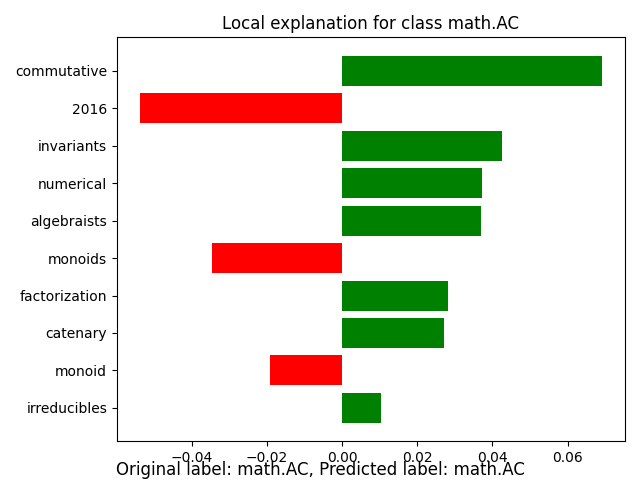 Local explanation for class math.AC
commutative
2016
invariants
numerical
algebraists
monoids
factorization
catenary
monoid
irreducibles
−0.04 −0.02 0.00 0.02 0.04 0.06
Original label: math.AC, Predicted label: math.AC